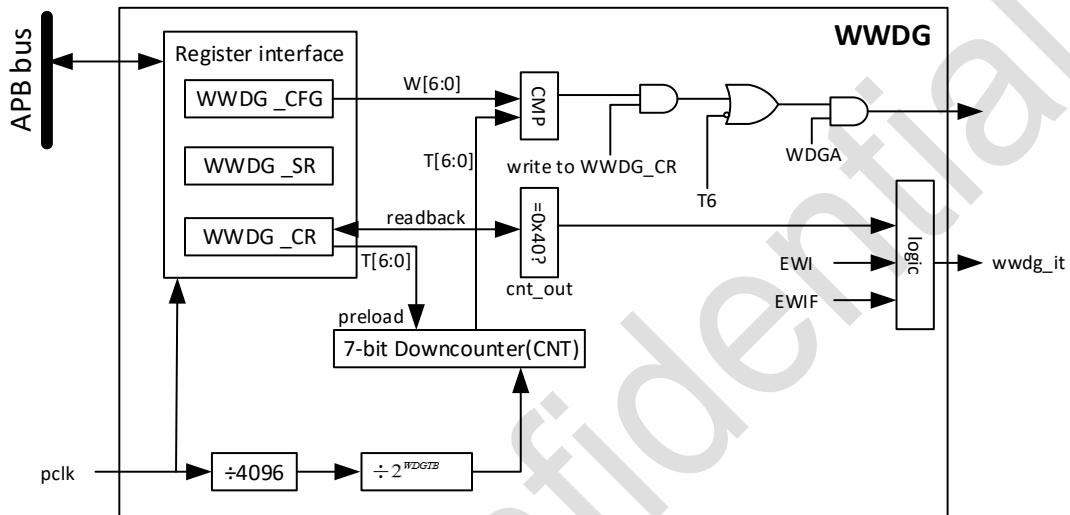 WWDG
APB bus
Register interface
WWDG _CFG
W[6:0]
CMP
WWDG _SR
T[6:0]
write to WWDG_CR
WDGA
T6
WWDG _CR
readback
=0x40?
logic
T[6:0]
cnt_out
EWI
wwdg_it
EWIF
preload
7-bit Downcounter(CNT)
pclk
÷4096
÷ 2^WDGTB